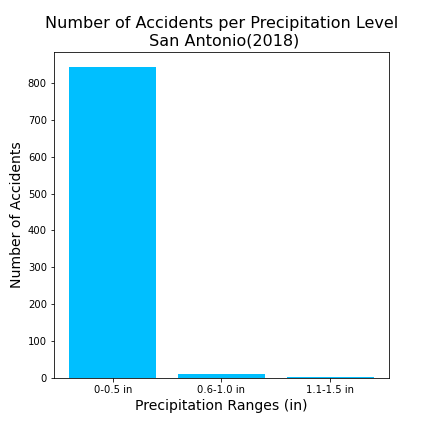 Number of Accidents per Precipitation Level
San Antonio(2018)
800
700
600
500
400
300
200
100
0
Number of Accidents
0-0.5 in
0.6-1.0 in
1.1-1.5 in
Precipitation Ranges (in)